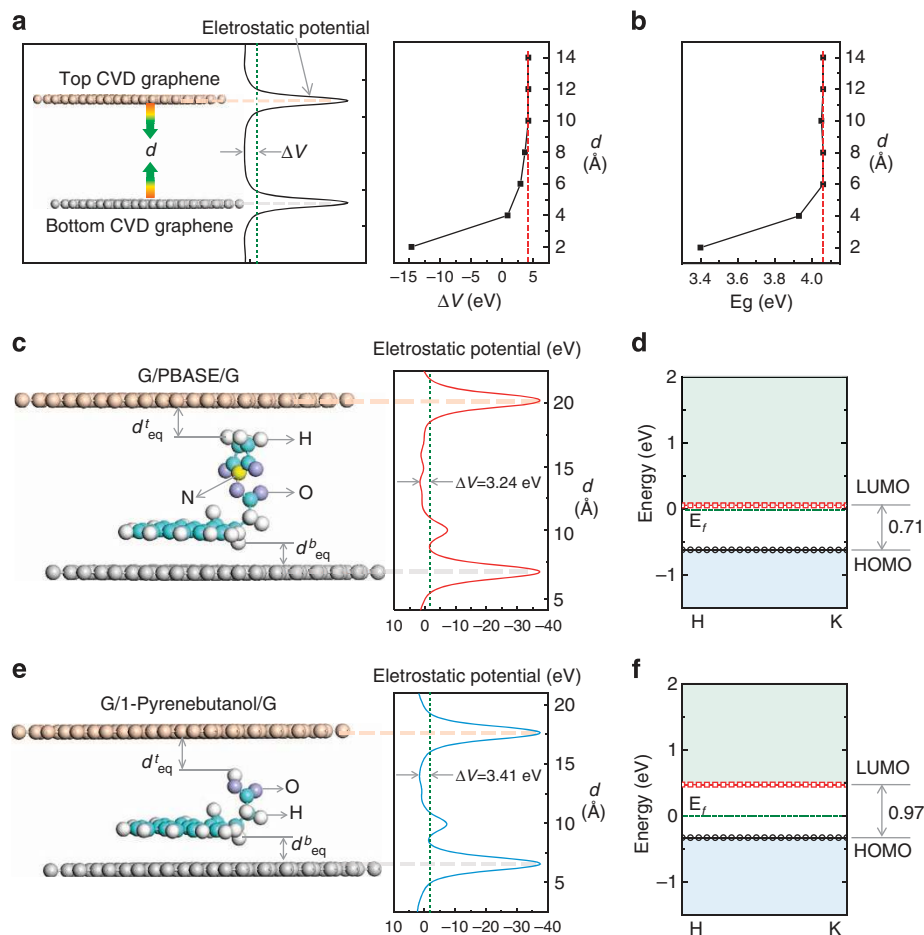 a
Eletrostatic potential
Top CVD graphene
d
ΔV
Bottom CVD graphene
14
12
10
8
6
4
2
d
(Å)
−15 −10 −5 0 5
ΔV (eV)
b
14
12
10
8
6
4
2
d
(Å)
3.4 3.6 3.8 4.0
Eg (eV)
c
Eletrostatic potential (eV)
G/PBASE/G
d^t_eq
H
N
O
d^b_eq
ΔV=3.24 eV
20
15
10
5
d
(Å)
10 0 −10 −20 −30 −40
d
Energy (eV)
2
1
0
−1
E_f
LUMO
0.71
HOMO
H K
e
Eletrostatic potential (eV)
G/1-Pyrenebutanol/G
d^t_eq
O
H
d^b_eq
ΔV=3.41 eV
20
15
10
5
d
(Å)
10 0 −10 −20 −30 −40
f
Energy (eV)
2
1
0
−1
E_f
LUMO
0.97
HOMO
H K